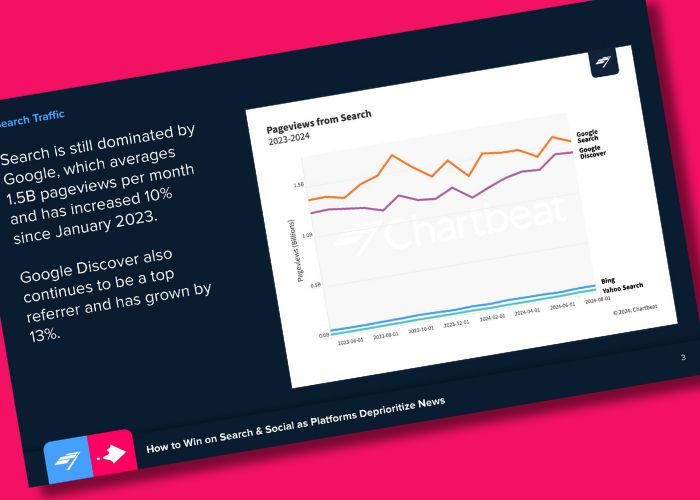 Search Traffic
Search is still dominated by
Google, which averages
1.5B pageviews per month
and has increased 10%
since January 2023.
Google Discover also
continues to be a top
referrer and has grown by
13%.
Pageviews from Search
2023-2024
Pageviews (Billions)
1.5B
1.0B
0.5B
0.0B
Chartbeat
Google
Search
Google
Discover
Bing
Yahoo Search
2023-06-01
2023-08-01
2023-10-01
2023-12-01
2024-02-01
2024-04-01
2024-06-01
2024-08-01
© 2024, Chartbeat
3
How to Win on Search & Social as Platforms Deprioritize News